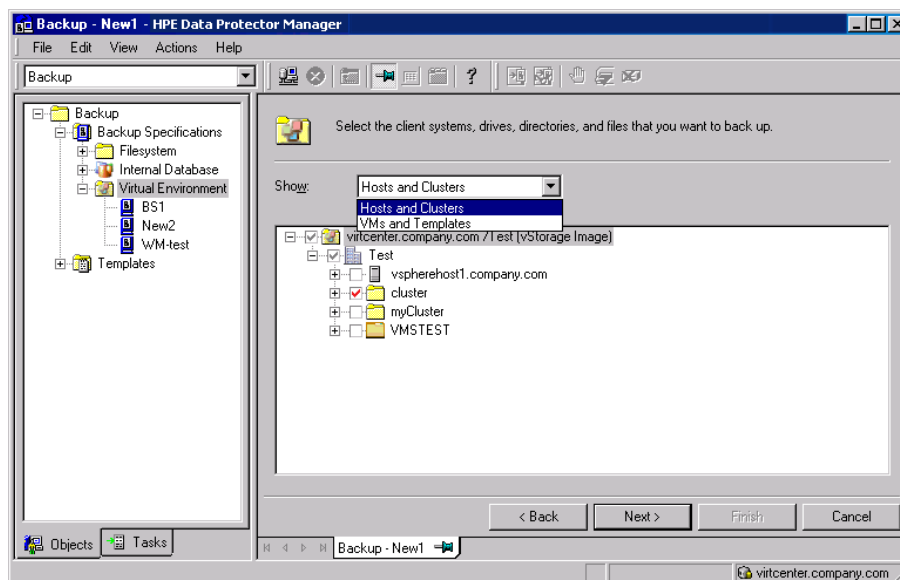 Backup - New1 - HPE Data Protector Manager
File Edit View Actions Help
Backup
Backup
Backup Specifications
Filesystem
Internal Database
Virtual Environment
BS1
New2
WM-test
Templates
Objects Tasks
Select the client systems, drives, directories, and files that you want to back up.
Show: Hosts and Clusters
Hosts and Clusters
VMs and Templates
virtcenter.company.com /Test [vStorage Image]
Test
vspherehost1.company.com
cluster
myCluster
VMSTEST
< Back Next > Finish Cancel
Backup - New1
virtcenter.company.com